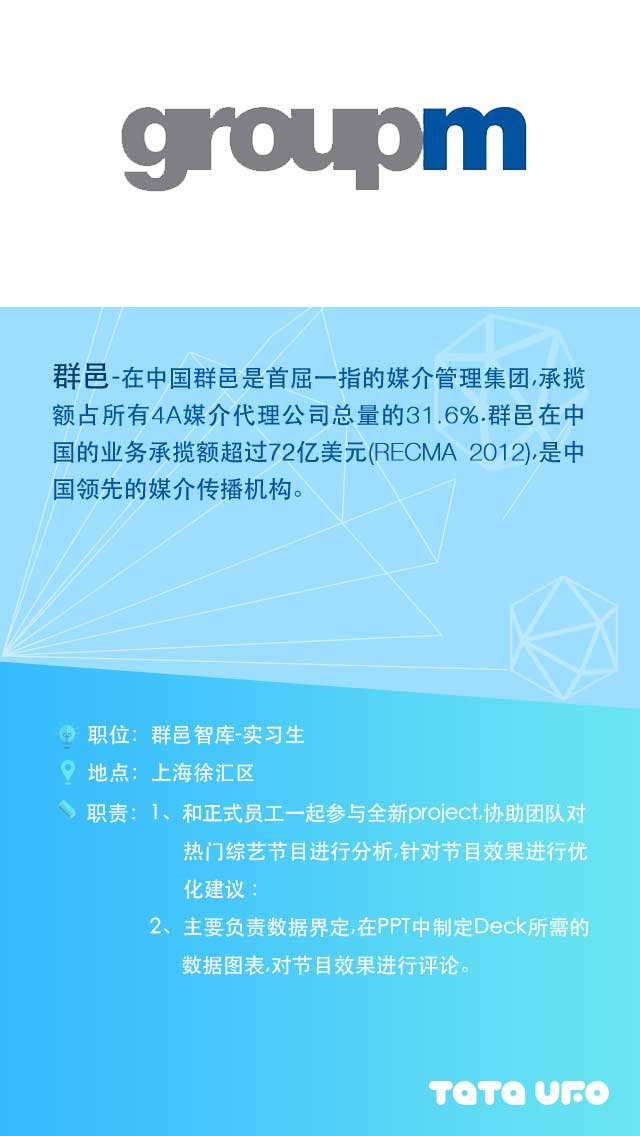 groupm
群邑-在中国群邑是首屈一指的媒介管理集团,承揽
额占所有4A媒介代理公司总量的31.6%.群邑在中
国的业务承揽额超过72亿美元(RECMA 2012),是中
国领先的媒介传播机构。
职位：群邑智库-实习生
地点：上海徐汇区
职责：1、和正式员工一起参与全新project,协助团队对
热门综艺节目进行分析,针对节目效果进行优
化建议：
2、主要负责数据界定,在PPT中制定Deck所需的
数据图表,对节目效果进行评论。
TaTa UFO